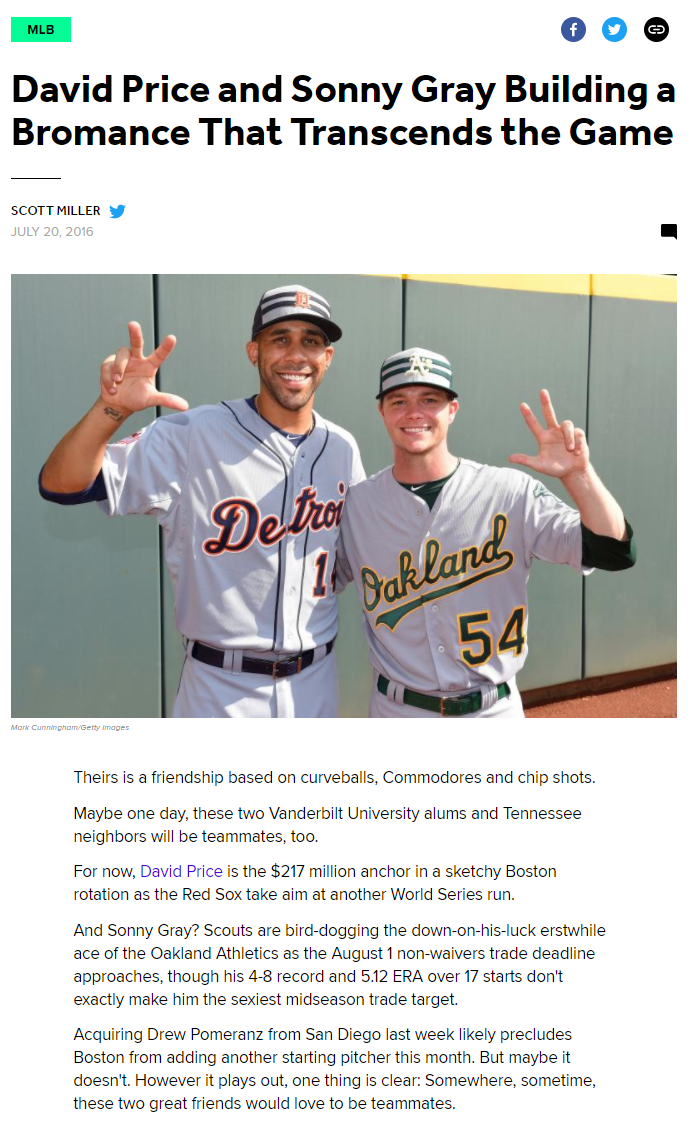 MLB
David Price and Sonny Gray Building a
Bromance That Transcends the Game
SCOTT MILLER
JULY 20, 2016
Detroi
1
Oakland
54
A's
Mark Cunningham/Getty Images
Theirs is a friendship based on curveballs, Commodores and chip shots.
Maybe one day, these two Vanderbilt University alums and Tennessee
neighbors will be teammates, too.
For now, David Price is the $217 million anchor in a sketchy Boston
rotation as the Red Sox take aim at another World Series run.
And Sonny Gray? Scouts are bird-dogging the down-on-his-luck erstwhile
ace of the Oakland Athletics as the August 1 non-waivers trade deadline
approaches, though his 4-8 record and 5.12 ERA over 17 starts don't
exactly make him the sexiest midseason trade target.
Acquiring Drew Pomeranz from San Diego last week likely precludes
Boston from adding another starting pitcher this month. But maybe it
doesn't. However it plays out, one thing is clear: Somewhere, sometime,
these two great friends would love to be teammates.